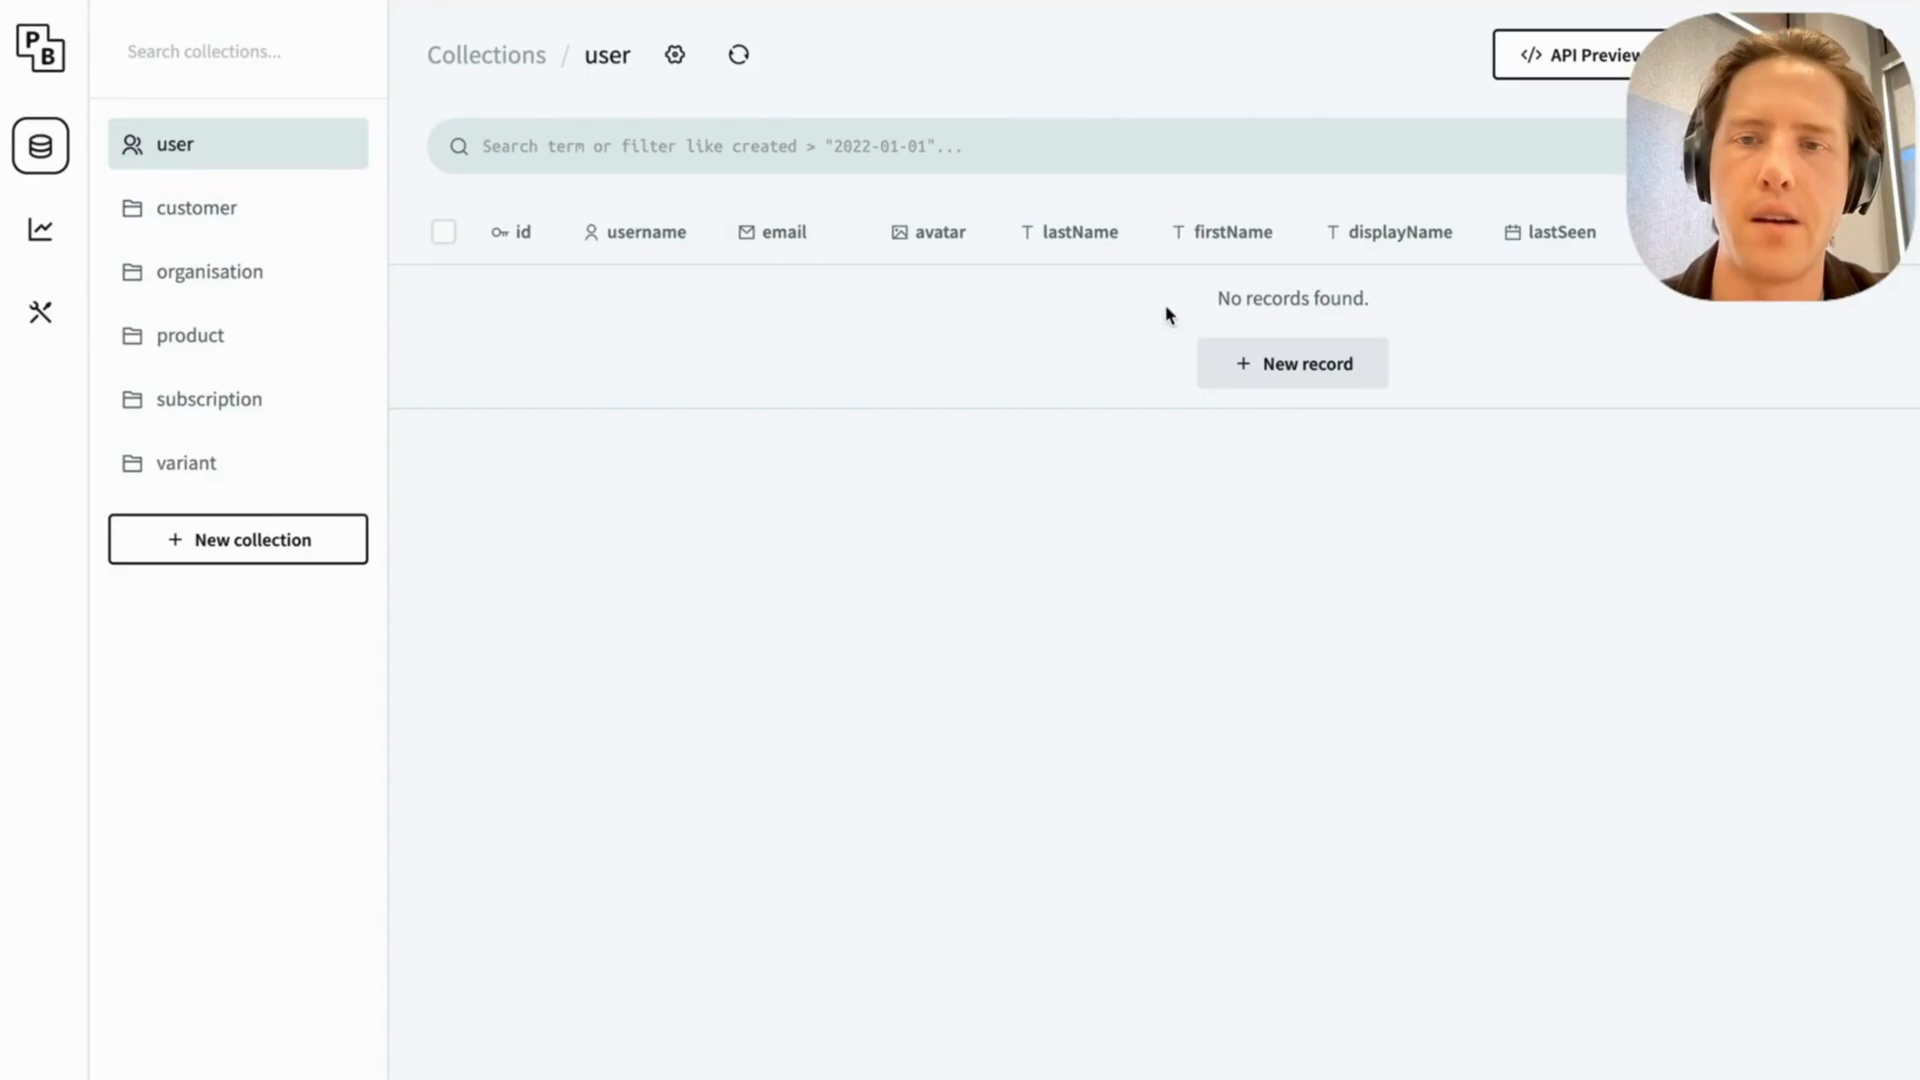 PB
Search collections...
Collections / user
</> API Preview
user
customer
organisation
product
subscription
variant
+ New collection
Search term or filter like created > "2022-01-01"...
id username email avatar lastName firstName displayName lastSeen
No records found.
+ New record